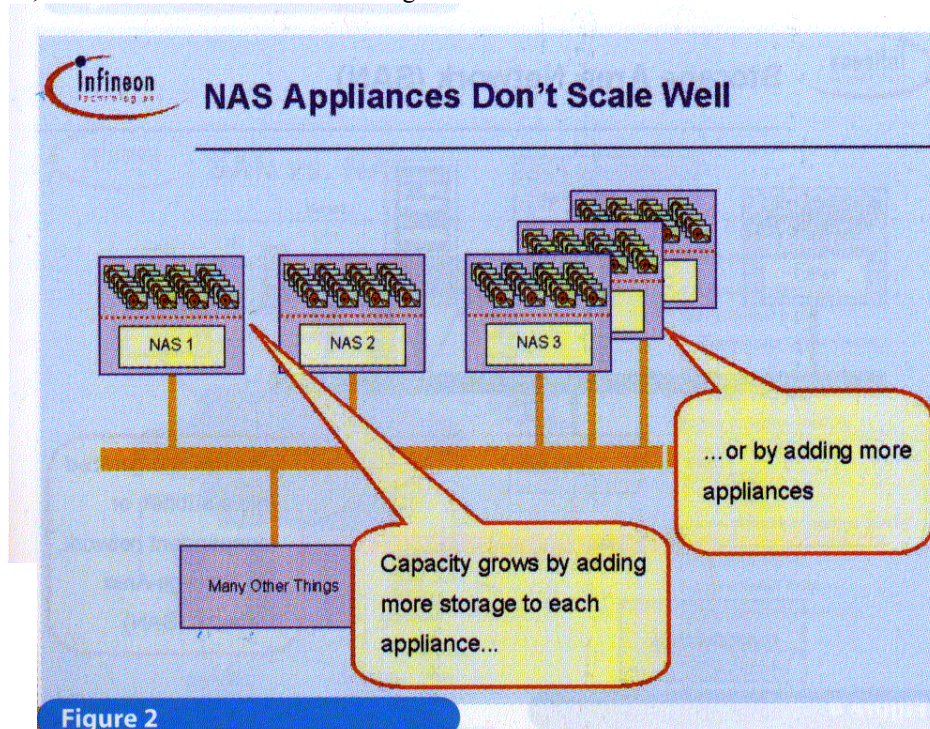 Infineon
technologies
NAS Appliances Don't Scale Well
NAS 1
NAS 2
NAS 3
...or by adding more
appliances
Capacity grows by adding
more storage to each
appliance...
Many Other Things
Figure 2